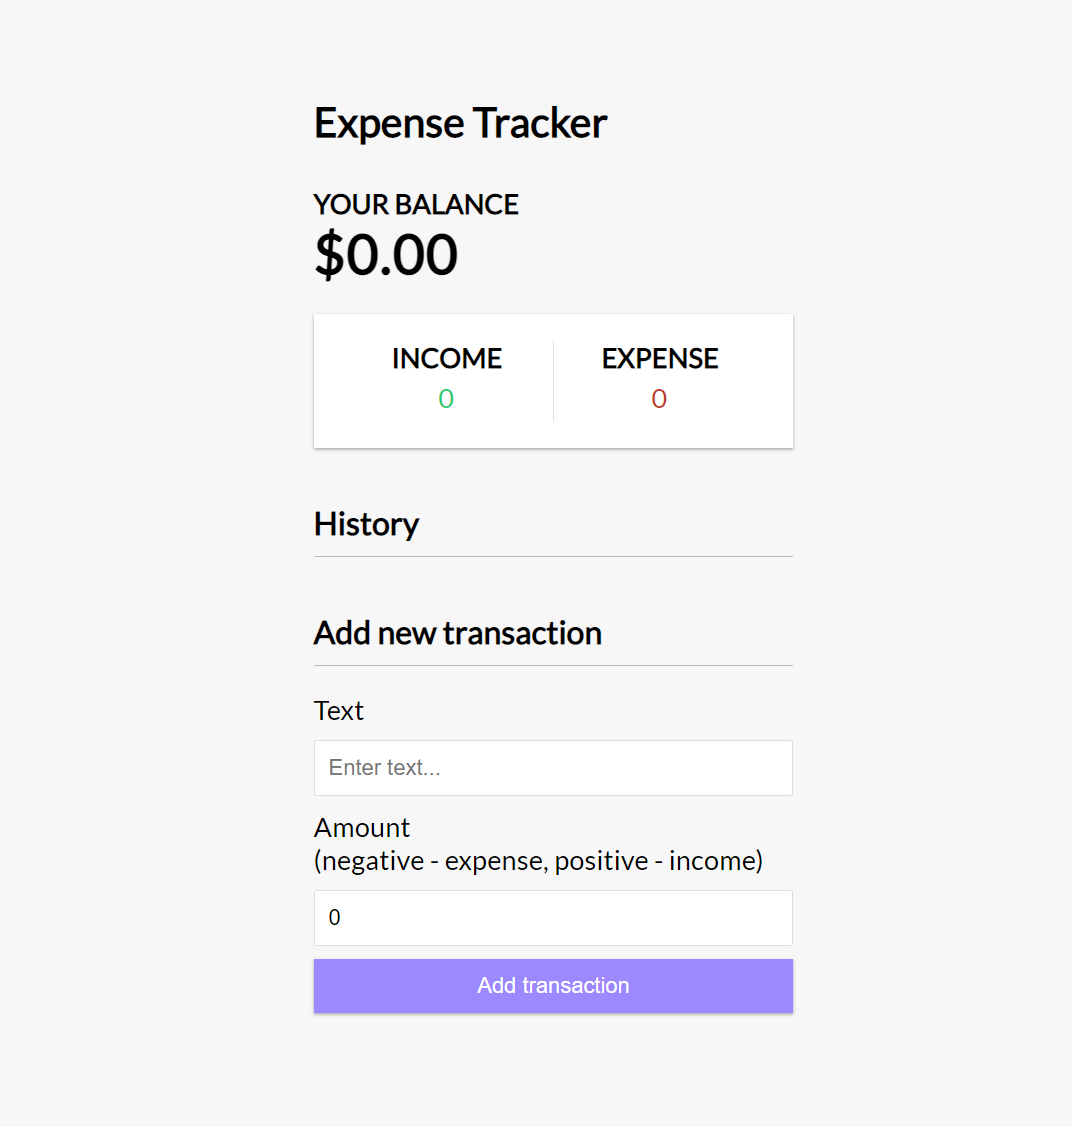 Expense Tracker
YOUR BALANCE
$0.00
INCOME
EXPENSE
0
0
History
Add new transaction
Text
Enter text...
Amount
(negative - expense, positive - income)
0
Add transaction